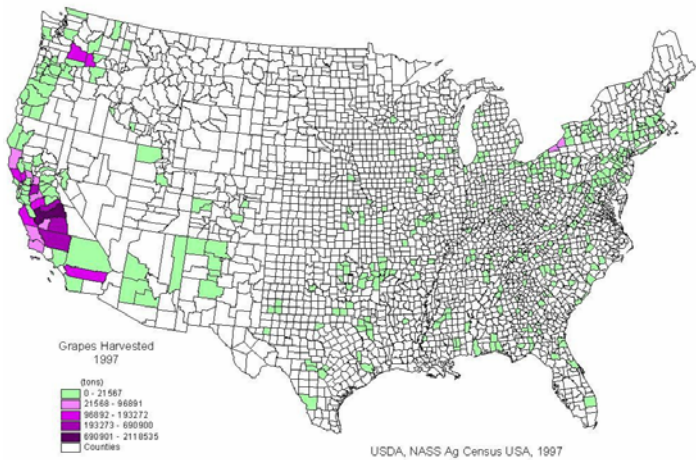 Grapes Harvested
1997
(tons)
0 - 21567
21568 - 96891
96892 - 193272
193273 - 690900
690901 - 2118535
Counties
USDA, NASS Ag Census USA, 1997